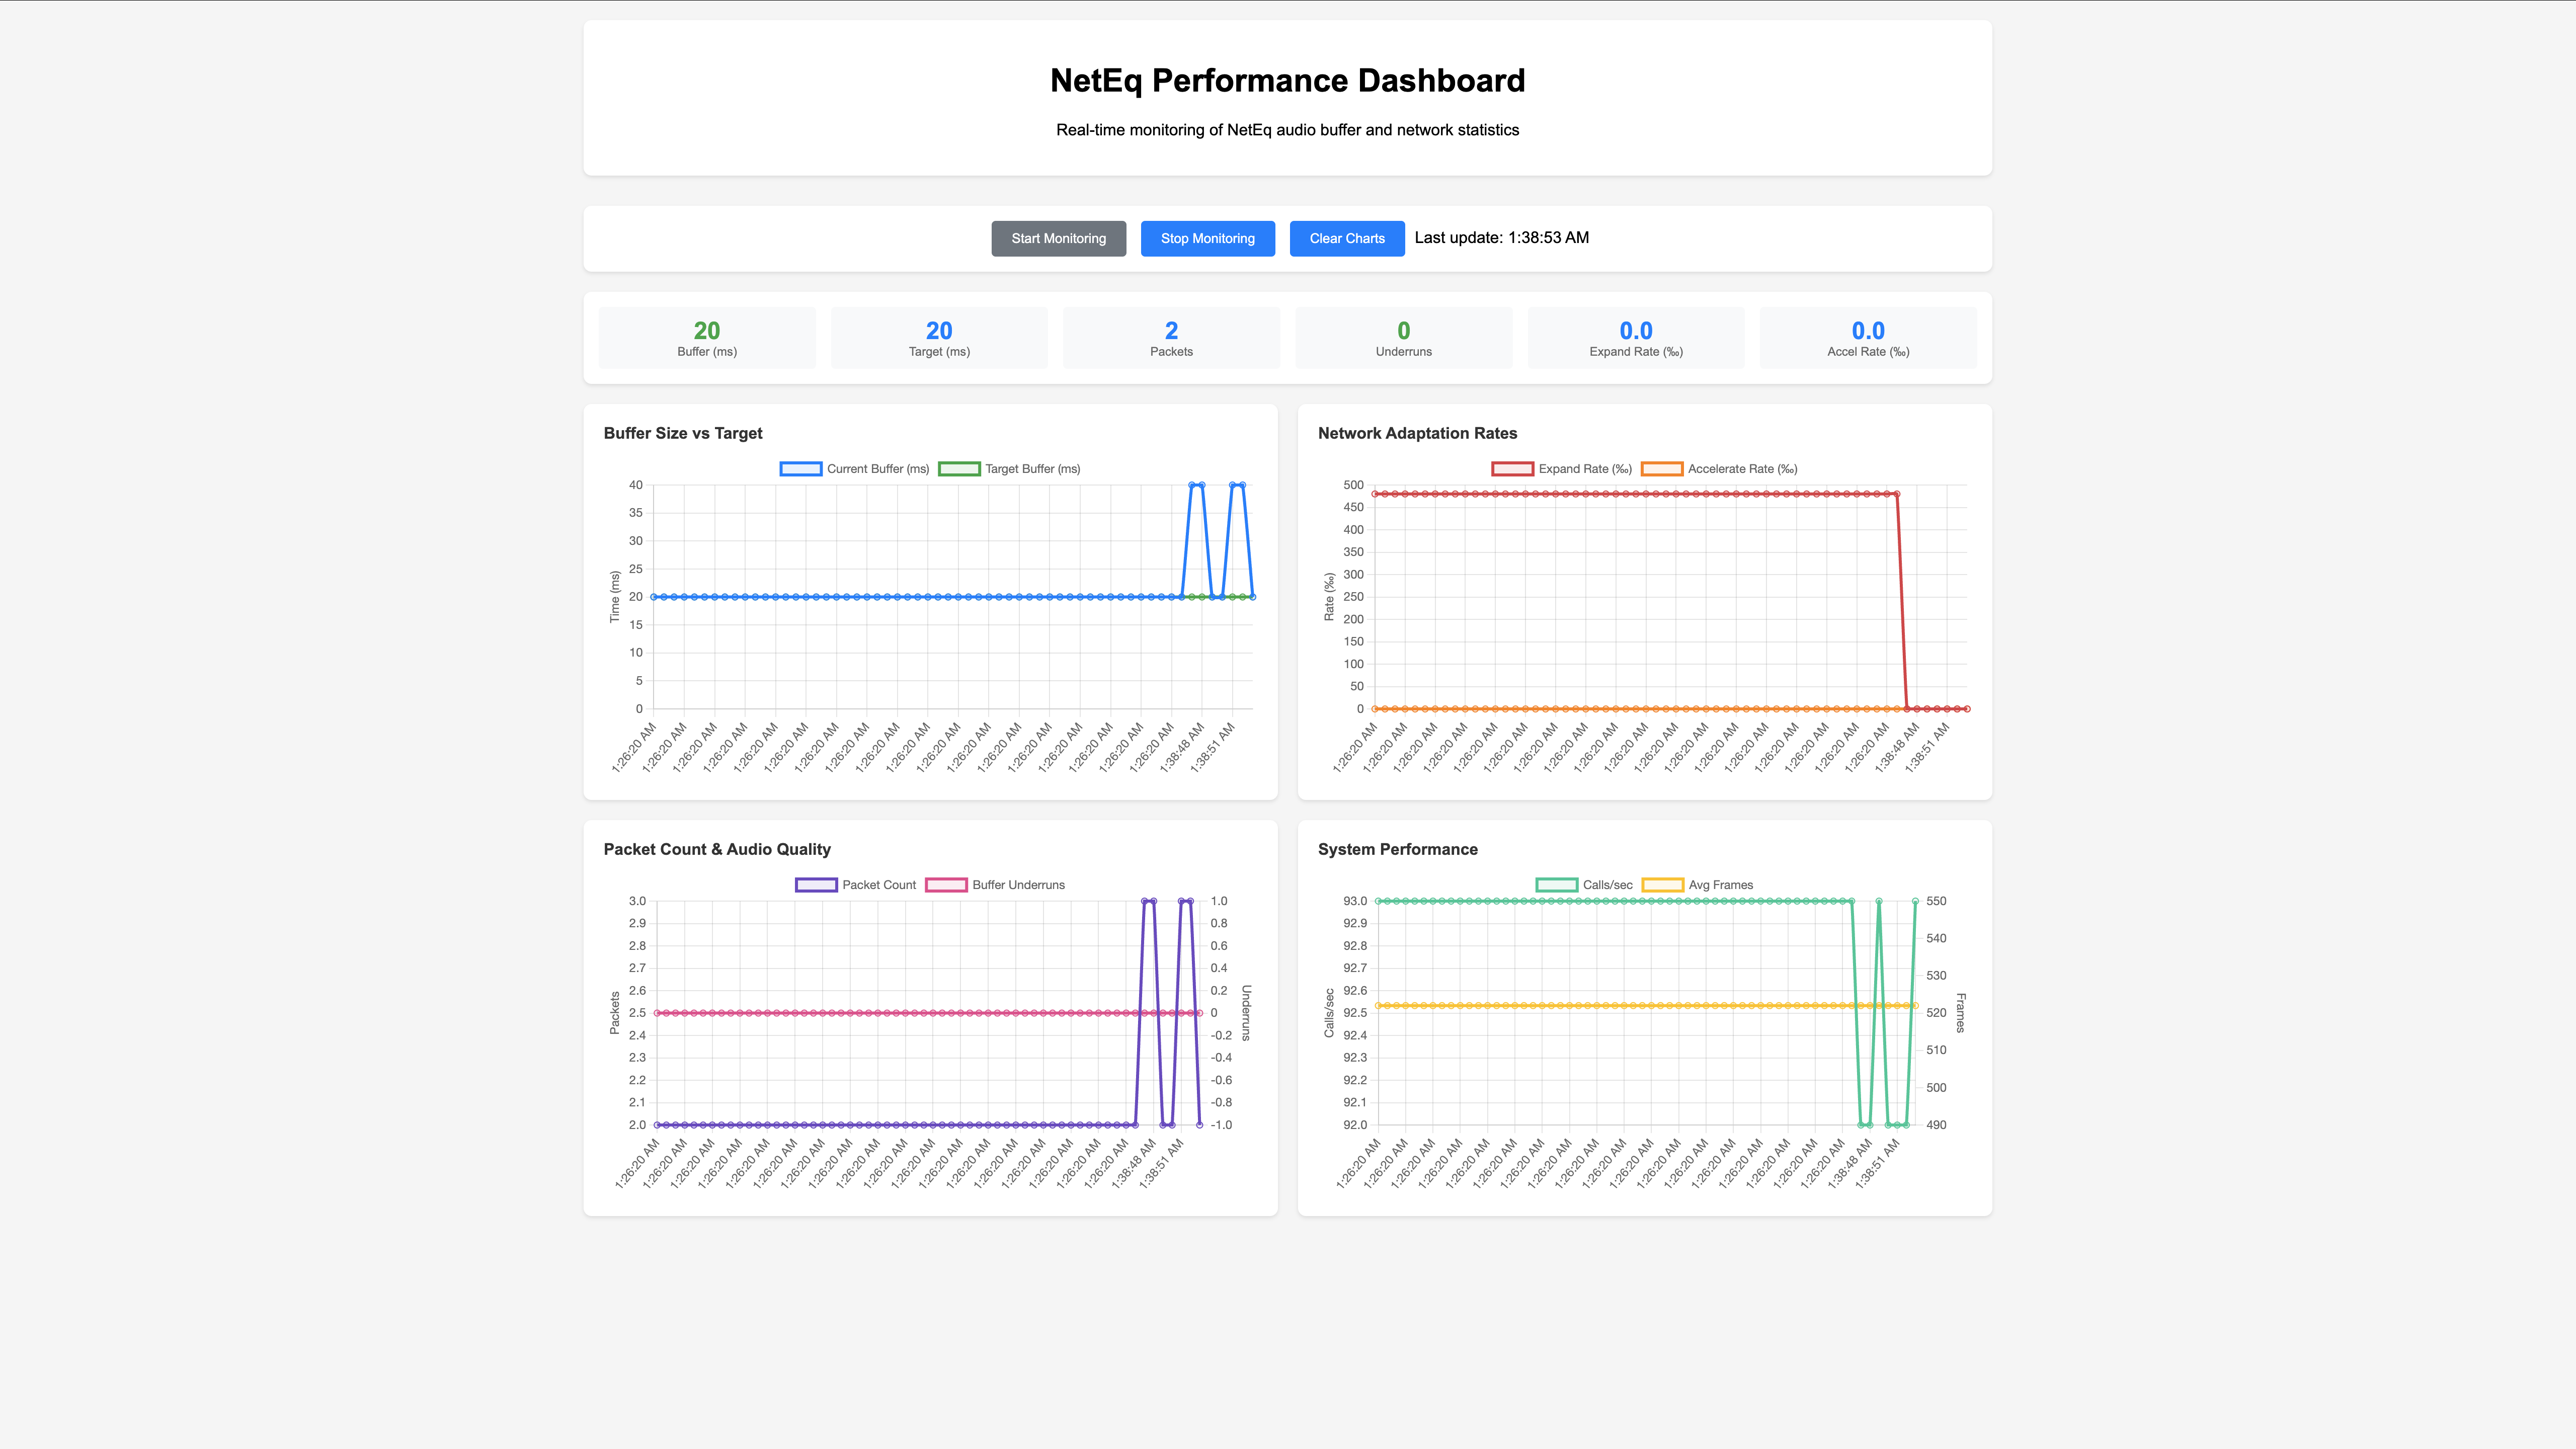 NetEq Performance Dashboard
Real-time monitoring of NetEq audio buffer and network statistics
Start Monitoring Stop Monitoring Clear Charts Last update: 1:38:53 AM
20 20 2 0 0.0 0.0
Buffer (ms) Target (ms) Packets Underruns Expand Rate (‰) Accel Rate (‰)
Buffer Size vs Target
Current Buffer (ms) Target Buffer (ms)
Time (ms)
40
35
30
25
20
15
10
5
0
1:26:20 AM 1:26:20 AM 1:26:20 AM 1:26:20 AM 1:26:20 AM 1:26:20 AM 1:26:20 AM 1:26:20 AM 1:26:20 AM 1:26:20 AM 1:26:20 AM 1:26:20 AM 1:26:20 AM 1:26:20 AM 1:26:20 AM 1:26:20 AM 1:26:20 AM 1:26:20 AM 1:38:48 AM 1:38:51 AM
Network Adaptation Rates
Expand Rate (‰) Accelerate Rate (‰)
Rate (‰)
500
450
400
350
300
250
200
150
100
50
0
1:26:20 AM 1:26:20 AM 1:26:20 AM 1:26:20 AM 1:26:20 AM 1:26:20 AM 1:26:20 AM 1:26:20 AM 1:26:20 AM 1:26:20 AM 1:26:20 AM 1:26:20 AM 1:26:20 AM 1:26:20 AM 1:26:20 AM 1:26:20 AM 1:26:20 AM 1:26:20 AM 1:38:48 AM 1:38:51 AM
Packet Count & Audio Quality
Packet Count Buffer Underruns
Packets
3.0
2.9
2.8
2.7
2.6
2.5
2.4
2.3
2.2
2.1
2.0
1.0
0.8
0.6
0.4
0.2
0
-0.2
-0.4
-0.6
-0.8
-1.0
Underruns
1:26:20 AM 1:26:20 AM 1:26:20 AM 1:26:20 AM 1:26:20 AM 1:26:20 AM 1:26:20 AM 1:26:20 AM 1:26:20 AM 1:26:20 AM 1:26:20 AM 1:26:20 AM 1:26:20 AM 1:26:20 AM 1:26:20 AM 1:26:20 AM 1:26:20 AM 1:26:20 AM 1:38:48 AM 1:38:51 AM
System Performance
Calls/sec Avg Frames
Calls/sec
93.0
92.9
92.8
92.7
92.6
92.5
92.4
92.3
92.2
92.1
92.0
550
540
530
520
510
500
490
Frames
1:26:20 AM 1:26:20 AM 1:26:20 AM 1:26:20 AM 1:26:20 AM 1:26:20 AM 1:26:20 AM 1:26:20 AM 1:26:20 AM 1:26:20 AM 1:26:20 AM 1:26:20 AM 1:26:20 AM 1:26:20 AM 1:26:20 AM 1:26:20 AM 1:26:20 AM 1:26:20 AM 1:38:48 AM 1:38:51 AM